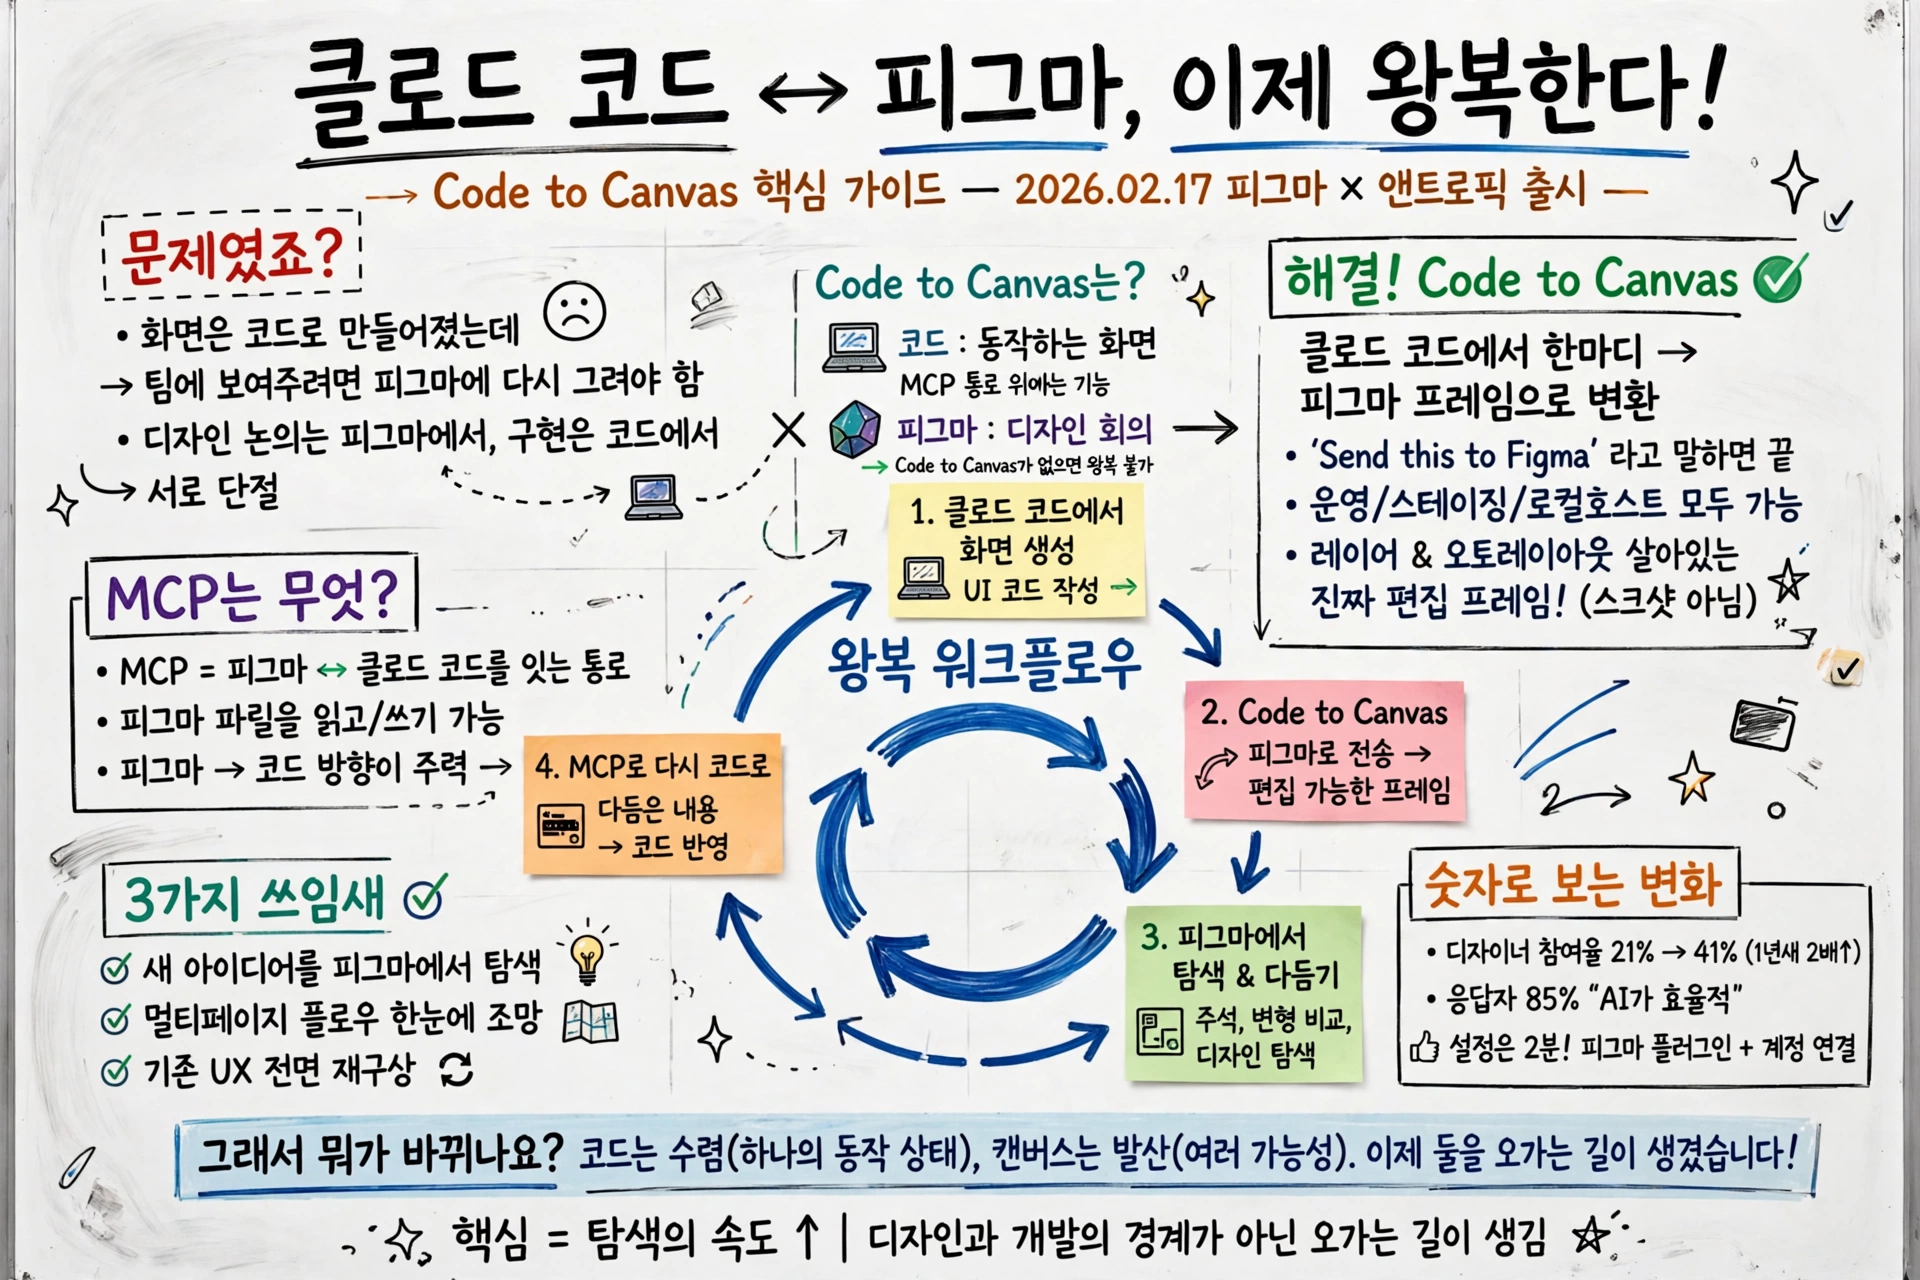 클로드 코드 ↔ 피그마, 이제 왕복한다!
→ Code to Canvas 핵심 가이드 — 2026.02.17 피그마 × 앤트로픽 출시 —
문제였죠?
• 화면은 코드로 만들어졌는데
→ 팀에 보여주려면 피그마에 다시 그려야 함
• 디자인 논의는 피그마에서, 구현은 코드에서
→ 서로 단절
Code to Canvas는?
코드 : 동작하는 화면
MCP 통로 위에는 기능
피그마 : 디자인 회의
→ Code to Canvas가 없으면 왕복 불가
해결! Code to Canvas
클로드 코드에서 한마디 →
피그마 프레임으로 변환
• ‘Send this to Figma’ 라고 말하면 끝
• 운영/스테이징/로컬호스트 모두 가능
• 레이어 & 오토레이아웃 살아있는
진짜 편집 프레임! (스크샷 아님)
MCP는 무엇?
• MCP = 피그마 ↔ 클로드 코드를 잇는 통로
• 피그마 파일을 읽고/쓰기 가능
• 피그마 → 코드 방향이 주력 →
왕복 워크플로우
1. 클로드 코드에서
화면 생성
UI 코드 작성 →
2. Code to Canvas
피그마로 전송 →
편집 가능한 프레임
3. 피그마에서
탐색 & 다듬기
주석, 변형 비교,
디자인 탐색
4. MCP로 다시 코드로
다듬은 내용
→ 코드 반영
3가지 쓰임새
새 아이디어를 피그마에서 탐색
멀티페이지 플로우 한눈에 조망
기존 UX 전면 재구상
숫자로 보는 변화
• 디자이너 참여율 21% → 41% (1년새 2배↑)
• 응답자 85% “AI가 효율적”
설정은 2분! 피그마 플러그인 + 계정 연결
그래서 뭐가 바뀌나요? 코드는 수렴(하나의 동작 상태), 캔버스는 발산(여러 가능성). 이제 둘을 오가는 길이 생겼습니다!
핵심 = 탐색의 속도 ↑ | 디자인과 개발의 경계가 아닌 오가는 길이 생김